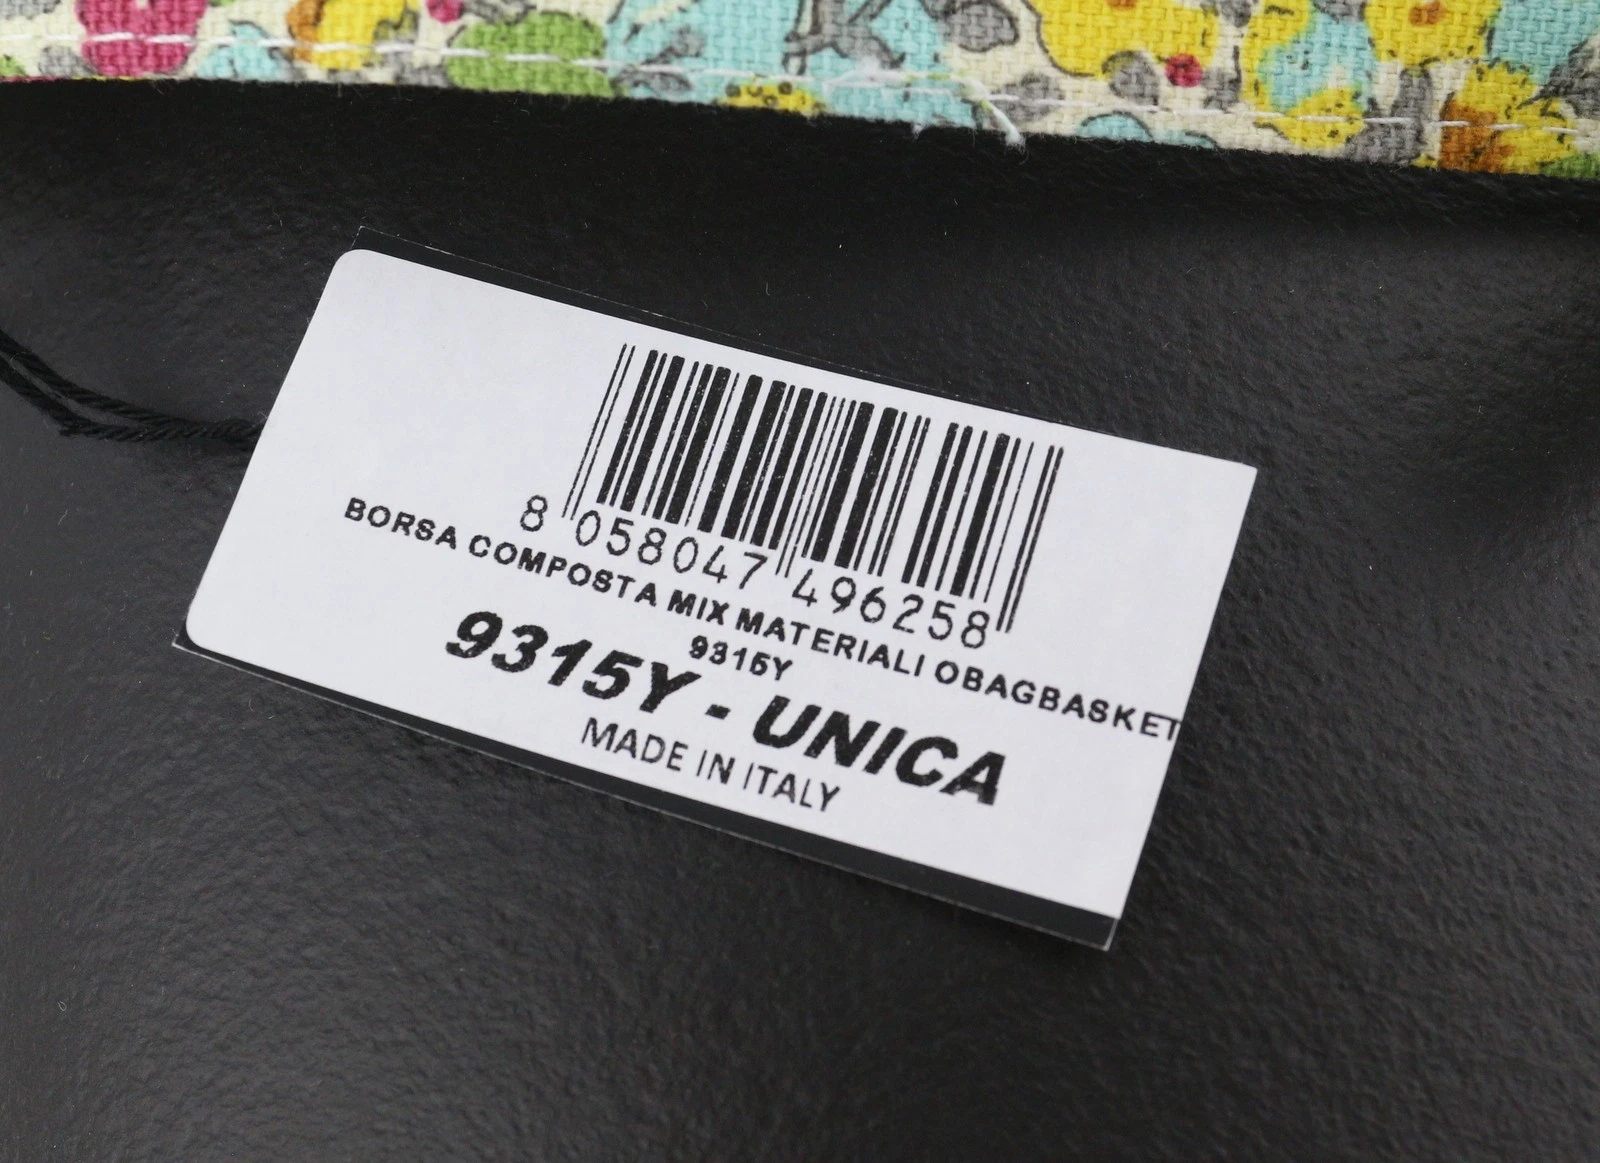 8 058047 496258
BORSA COMPOSTA MIX MATERIALI OBAGBASKET
9315Y
9315Y - UNICA
MADE IN ITALY